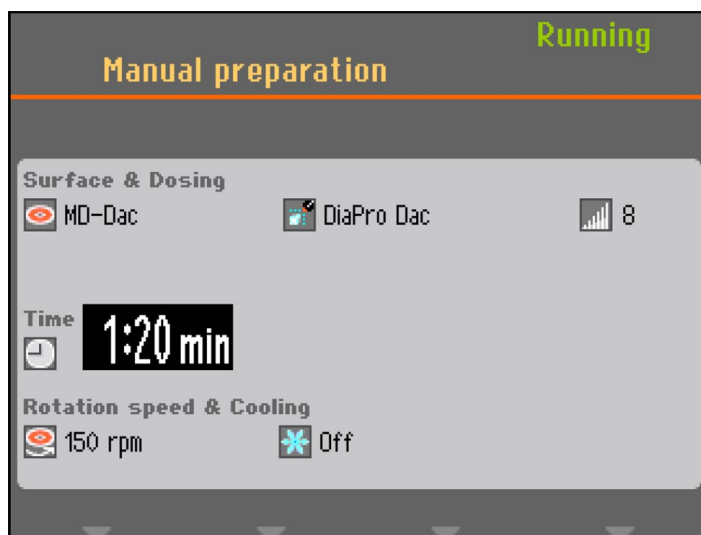 Running
Manual preparation
Surface & Dosing
MD-Dac DiaPro Dac 8
Time
1:20 min
Rotation speed & Cooling
150 rpm Off